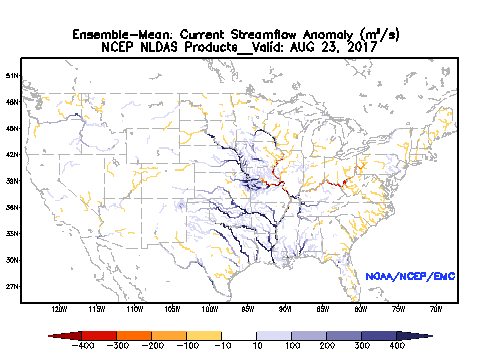 Ensemble-Mean: Current Streamflow Anomaly (m³/s)
NCEP NLDAS Products__Valid: AUG 23, 2017
51N
48N
45N
42N
39N
36N
33N
30N
27N
NOAA/NCEP/EMC
120W 115W 110W 105W 100W 95W 90W 85W 80W 75W 70W
-400 -300 -200 -100 -10 10 100 200 300 400